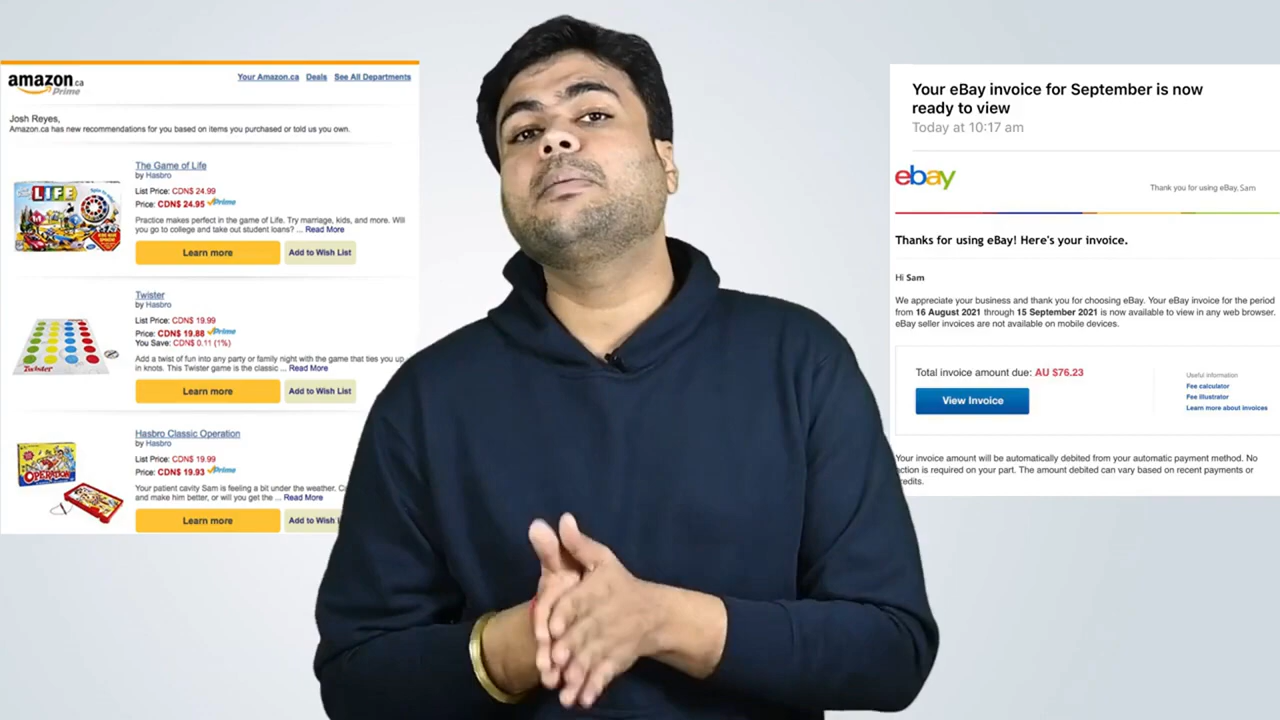 amazon.ca
Prime
Your Amazon.ca Deals See All Departments
Josh Reyes,
Amazon.ca has new recommendations for you based on items you purchased or told us you own.
LIFE
The Game of Life
by Hasbro
List Price: CDN$ 24.99
Price: CDN$ 24.95 Prime
Practice makes perfect in the game of Life. Try marriage, kids, and more. Will
you go to college and take out student loans? ... Read More
Learn more Add to Wish List
Twister
Twister
by Hasbro
List Price: CDN$ 19.99
Price: CDN$ 19.88 Prime
You Save: CDN$ 0.11 (1%)
Add a twist of fun into any party or family night with the game that ties you up
in knots. This Twister game is the classic ... Read More
Learn more Add to Wish List
OPERATION
Hasbro Classic Operation
by Hasbro
List Price: CDN$ 19.99
Price: CDN$ 19.93 Prime
Your patient cavity Sam is feeling a bit under the weather.
and make him better, or will you get the ... Read More
Learn more Add to Wish
Your eBay invoice for September is now
ready to view
Today at 10:17 am
ebay
Thank you for using eBay, Sam
Thanks for using eBay! Here's your invoice.
Hi Sam
We appreciate your business and thank you for choosing eBay. Your eBay invoice for the period
from 16 August 2021 through 15 September 2021 is now available to view in any web browser.
eBay seller invoices are not available on mobile devices.
Total invoice amount due: AU $76.23
View Invoice
Useful information
Fee calculator
Fee illustrator
Learn more about invoices
Your invoice amount will be automatically debited from your automatic payment method. No
action is required on your part. The amount debited can vary based on recent payments or
credits.